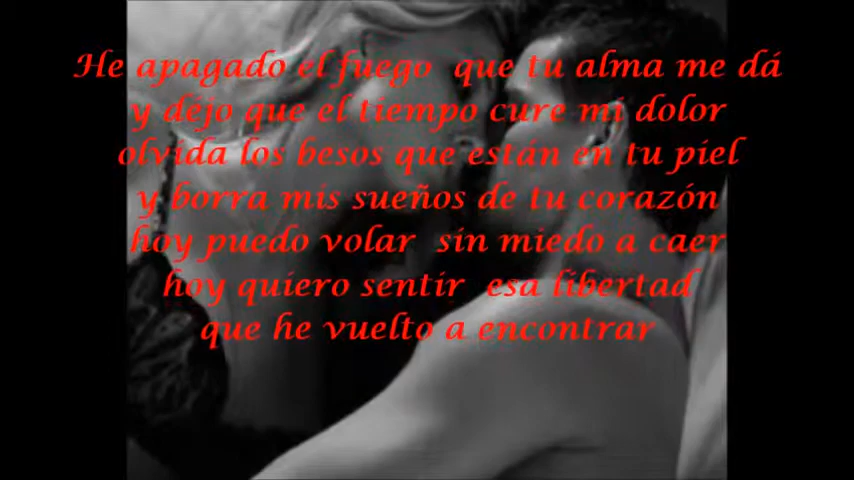 He apagado el fuego que tu alma me dá
y dejo que el tiempo cure mi dolor
olvida los besos que están en tu piel
y borra mis sueños de tu corazón
hoy puedo volar sin miedo a caer
hoy quiero sentir esa libertad
que he vuelto a encontrar